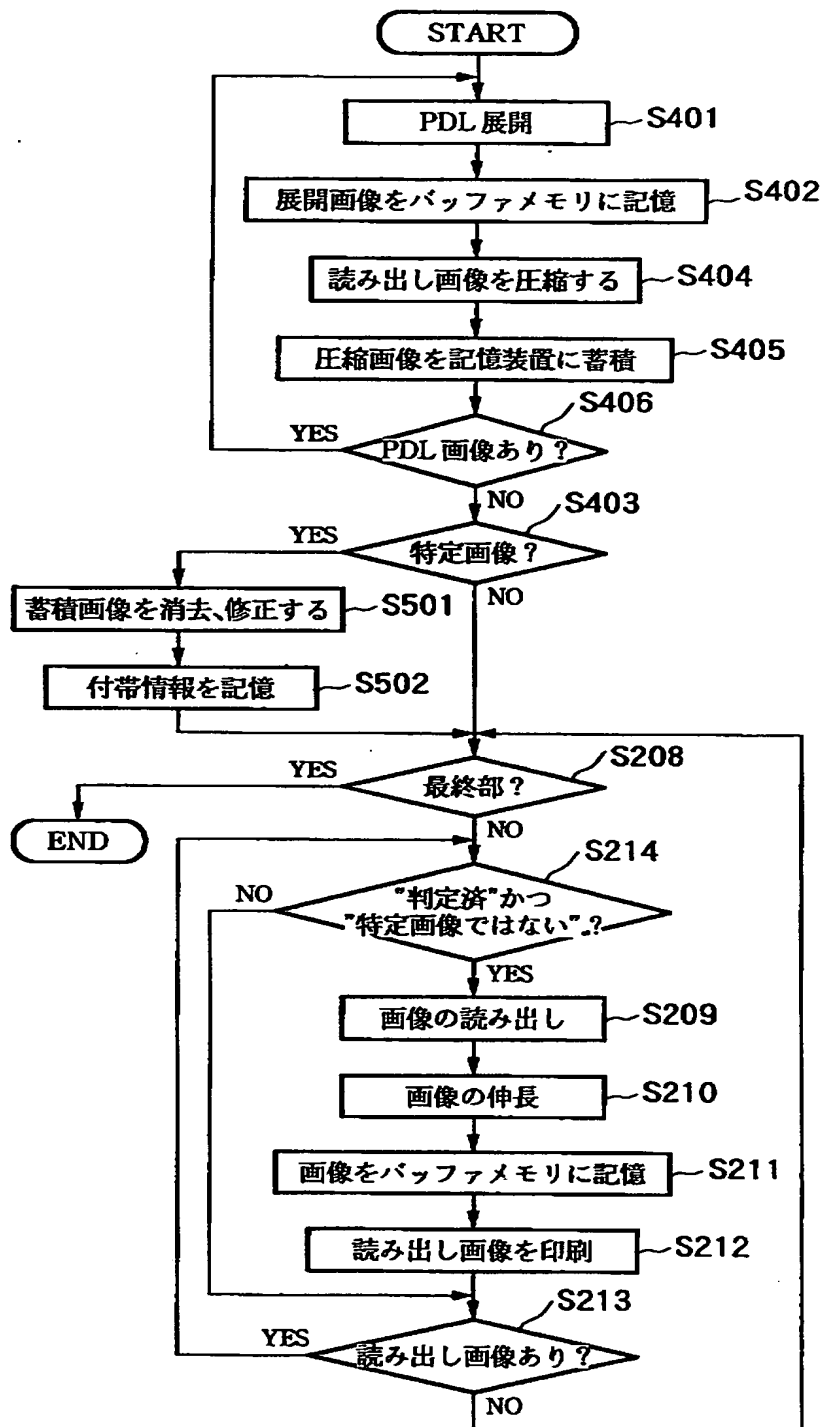 START
PDL 展開
S401
展開画像をバッファメモリに記憶
S402
読み出し画像を圧縮する
S404
圧縮画像を記憶装置に蓄積
S405
S406
YES
PDL 画像あり?
NO
S403
YES
特定画像?
NO
蓄積画像を消去、修正する
S501
付帯情報を記憶
S502
S208
YES
最終部?
END
NO
S214
NO
"判定済"かつ
"特定画像ではない"?
YES
画像の読み出し
S209
画像の伸長
S210
画像をバッファメモリに記憶
S211
読み出し画像を印刷
S212
S213
YES
読み出し画像あり?
NO